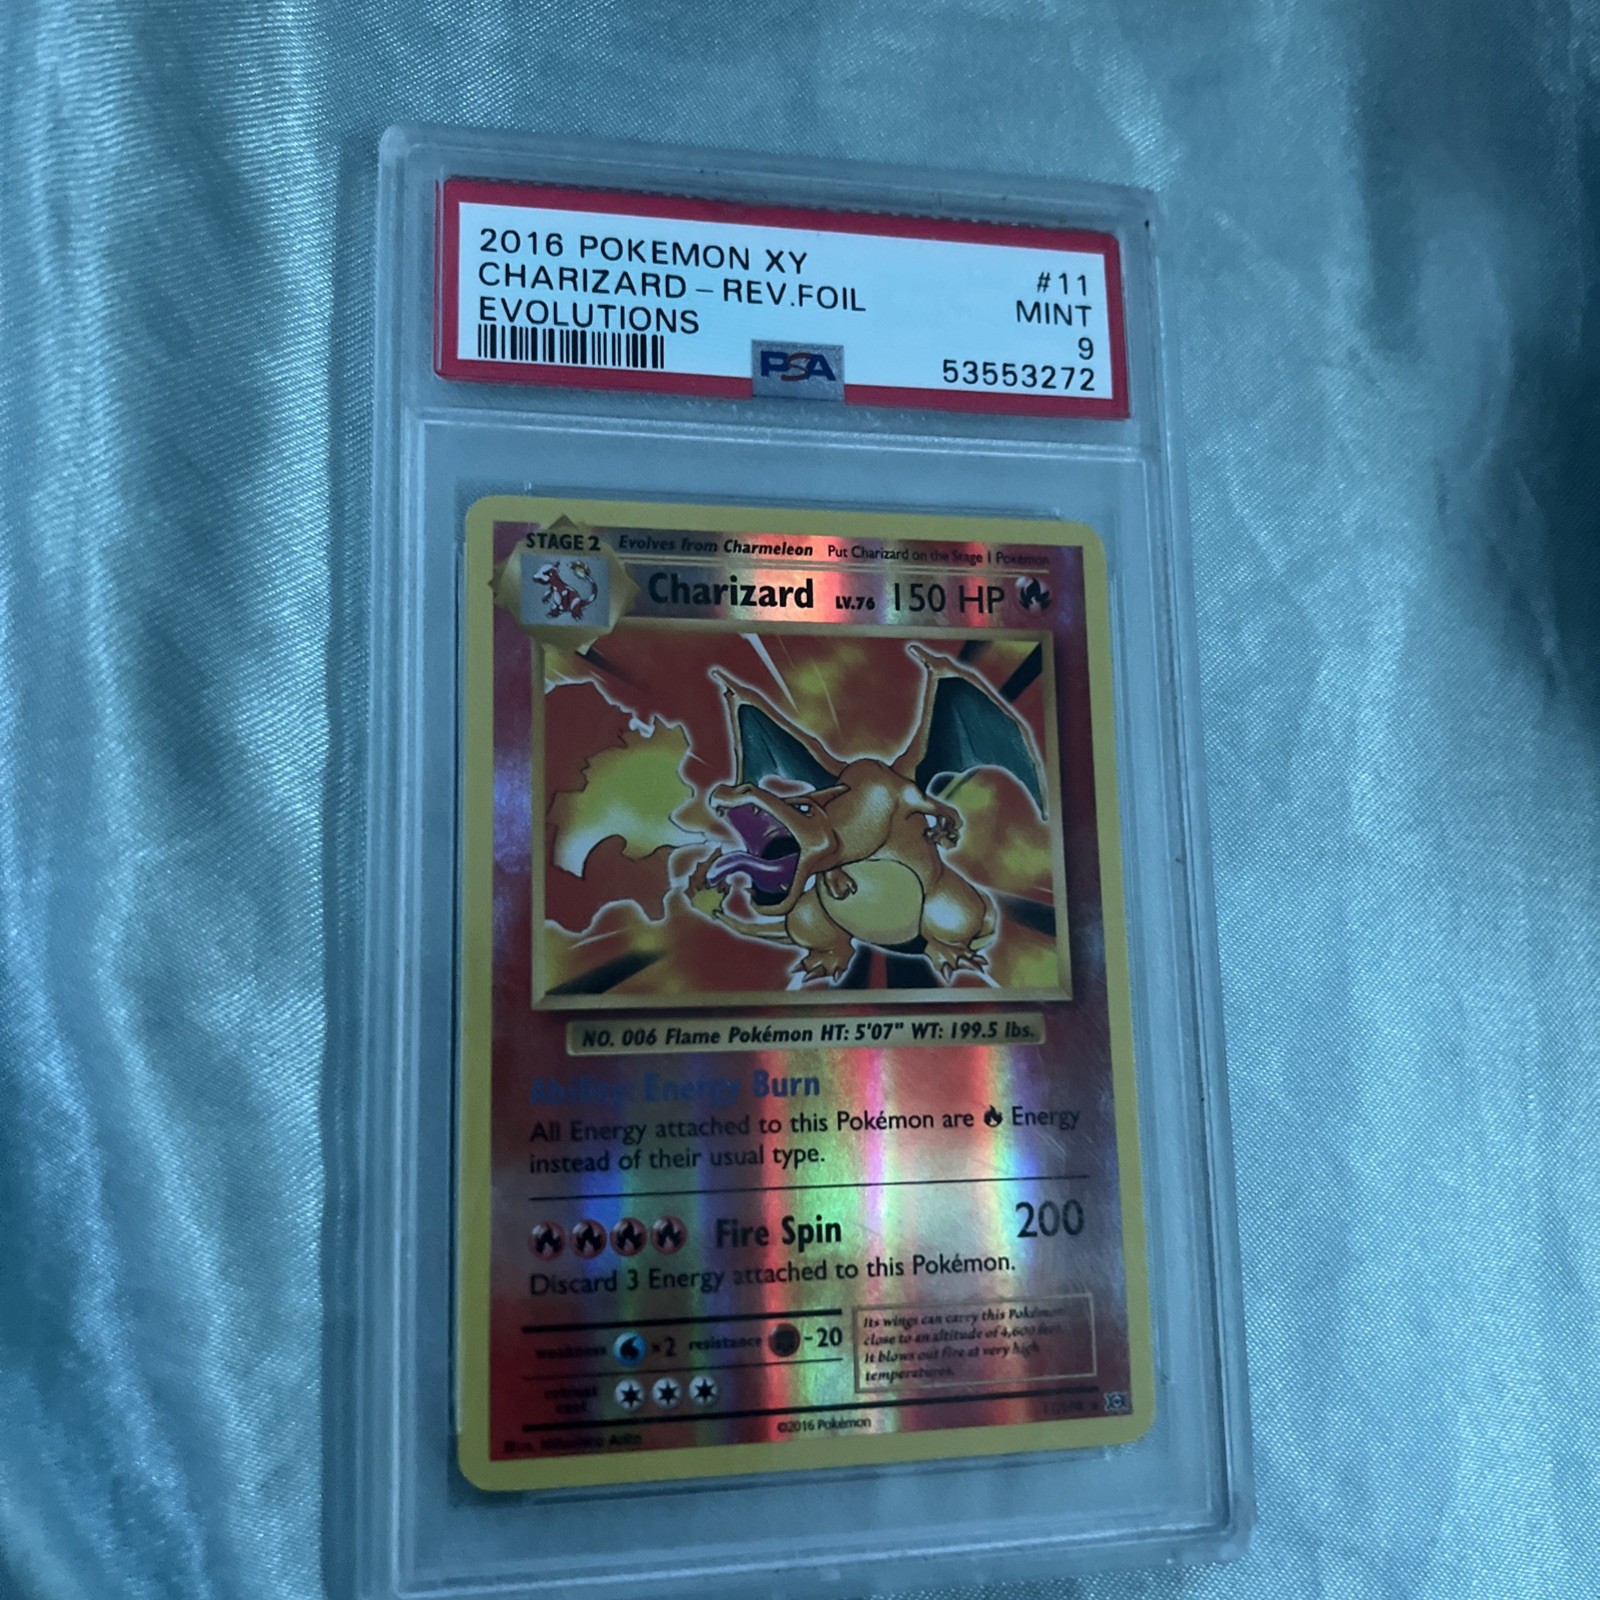 2016 POKEMON XY
CHARIZARD – REV.FOIL
EVOLUTIONS
#11
MINT
9
53553272
PSA
STAGE 2 Evolves from Charmeleon Put Charizard on the Stage 1 Pokémon
Charizard LV.76 150 HP
NO. 006 Flame Pokémon HT: 5'07" WT: 199.5 lbs.
Ability: Energy Burn
All Energy attached to this Pokémon are Energy
instead of their usual type.
Fire Spin 200
Discard 3 Energy attached to this Pokémon.
weakness ×2 resistance -20
Its wings can carry this Pokémon
close to an altitude of 4,600 feet.
It blows out fire at very high
temperatures.
retreat
cost
©2016 Pokémon
Illus. Mitsuhiro Arita